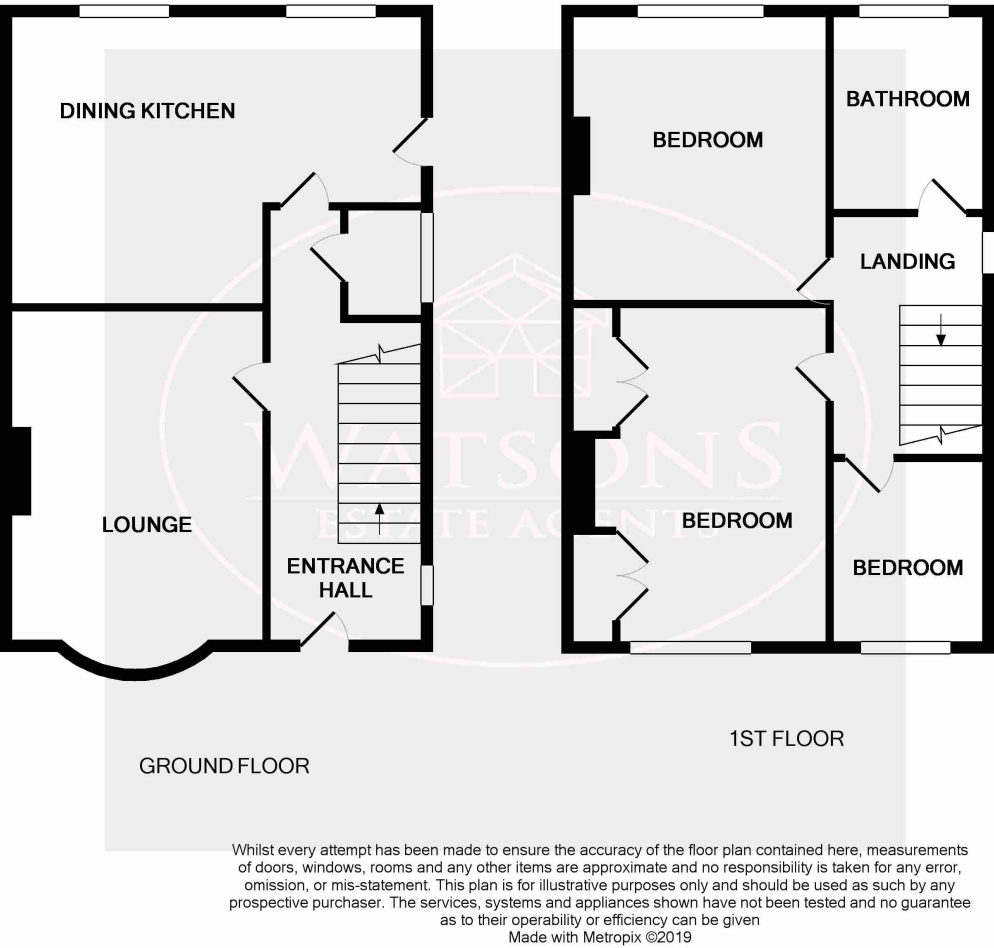 DINING KITCHEN
BEDROOM
BATHROOM
LANDING
LOUNGE
ENTRANCE
HALL
BEDROOM
BEDROOM
WATSONS
ESTATE AGENTS
GROUND FLOOR
1ST FLOOR
Whilst every attempt has been made to ensure the accuracy of the floor plan contained here, measurements
of doors, windows, rooms and any other items are approximate and no responsibility is taken for any error,
omission, or mis-statement. This plan is for illustrative purposes only and should be used as such by any
prospective purchaser. The services, systems and appliances shown have not been tested and no guarantee
as to their operability or efficiency can be given
Made with Metropix ©2019